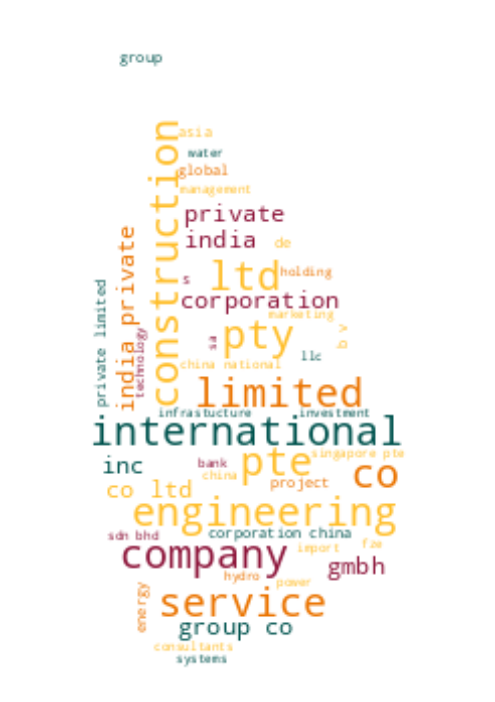 group
construction
asia
water
global
management
private
india
de
india private
private limited
technology
s
ltd
holding
corporation
marketing
sa
pty
b v
llc
china national
limited
infrastucture
investment
international
inc
bank
pte
singapore pte
china
project
co
co ltd
engineering
sdn bhd
corporation china
company
import
fze
gmbh
hydro
power
energy
service
group co
consultants
systems